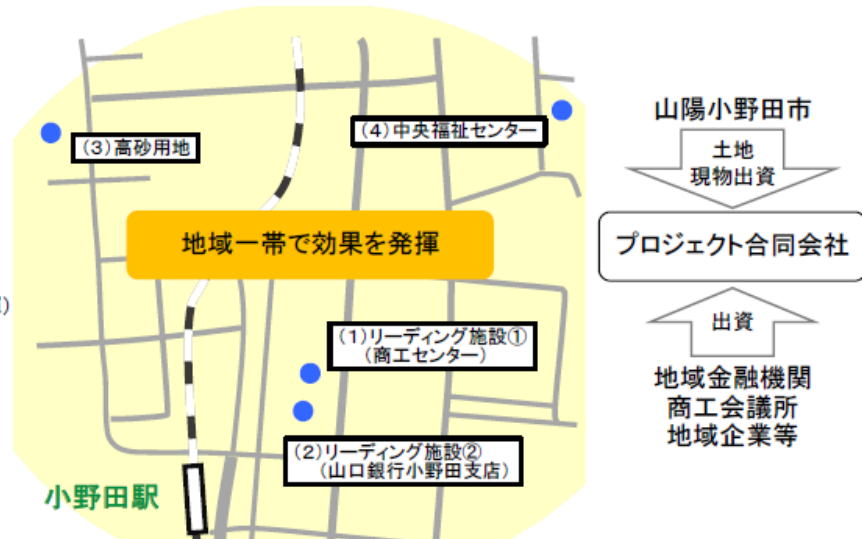 (3)高砂用地
(4)中央福祉センター
地域一帯で効果を発揮
(1)リーディング施設①
(商工センター)
(2)リーディング施設②
(山口銀行小野田支店)
小野田駅
山陽小野田市
土地
現物出資
プロジェクト合同会社
出資
地域金融機関
商工会議所
地域企業等